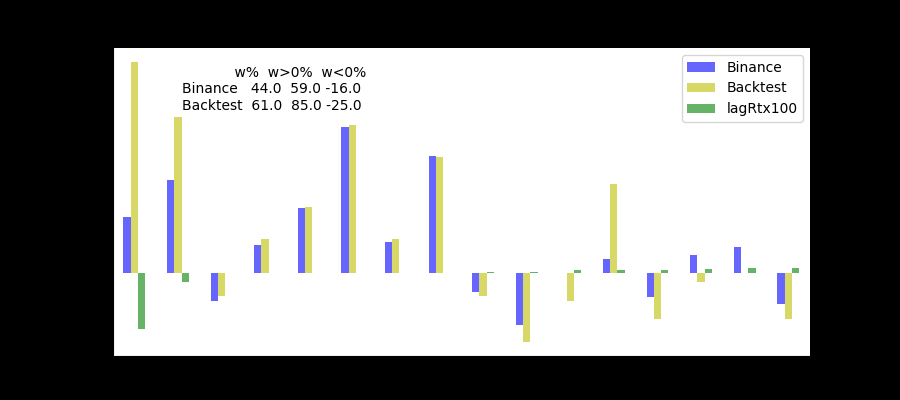 w% w>0% w<0%
Binance 44.0 59.0 -16.0
Backtest 61.0 85.0 -25.0
Binance
Backtest
lagRtx100